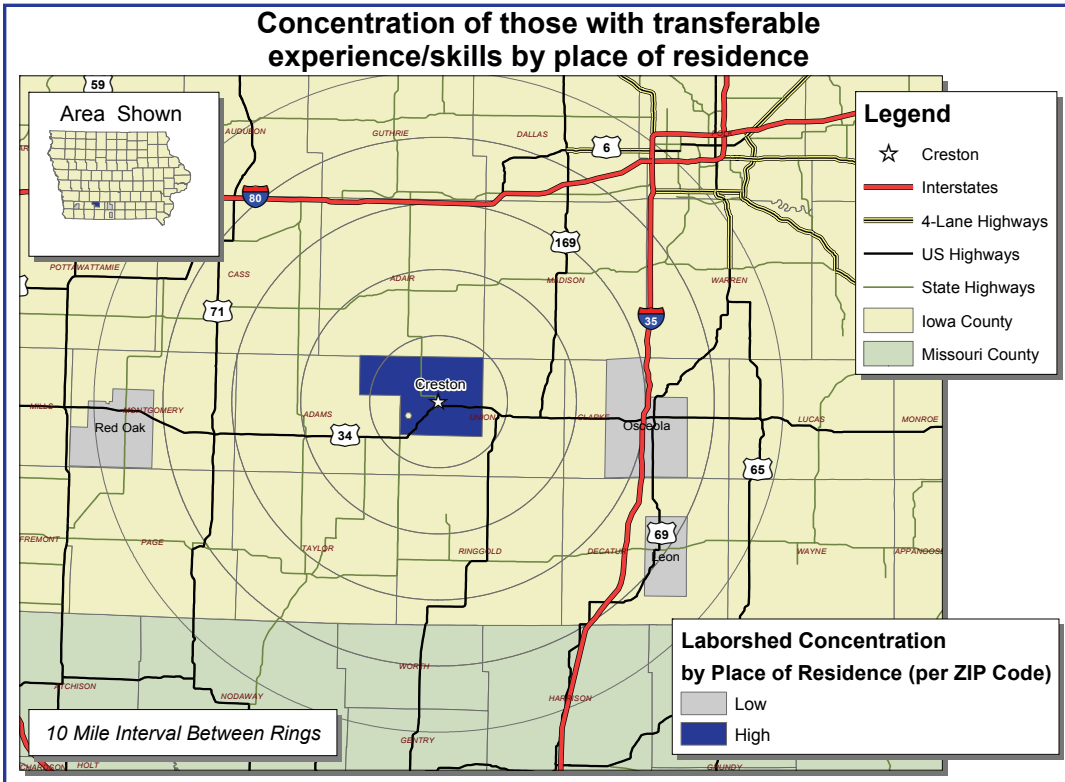 Concentration of those with transferable
experience/skills by place of residence
59
Area Shown
AUDUBON
GUTHRIE
DALLAS
6
80
169
POTTAWATTAMIE
CASS
ADAIR
MADISON
WARREN
71
35
Legend
Creston
Interstates
4-Lane Highways
US Highways
State Highways
Iowa County
Missouri County
Creston
MILLS
MONTGOMERY
Red Oak
ADAMS
34
UNION
CLARKE
Osceola
LUCAS
MONROE
65
FREMONT
PAGE
TAYLOR
RINGGOLD
DECATUR
69
Leon
WAYNE
APPANOOSE
ATCHISON
NODAWAY
WORTH
HARRISON
GENTRY
HOLT
GRUNDY
10 Mile Interval Between Rings
Laborshed Concentration
by Place of Residence (per ZIP Code)
Low
High